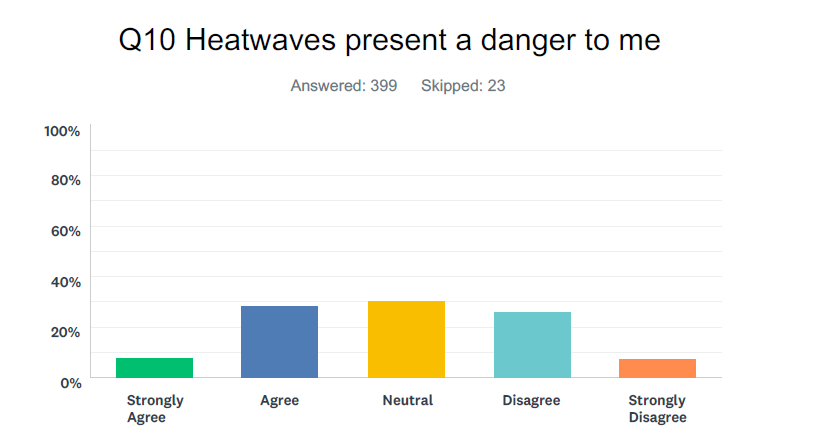 Q10 Heatwaves present a danger to me
Answered: 399 Skipped: 23
100%
80%
60%
40%
20%
0%
Strongly Agree
Agree
Neutral
Disagree
Strongly Disagree